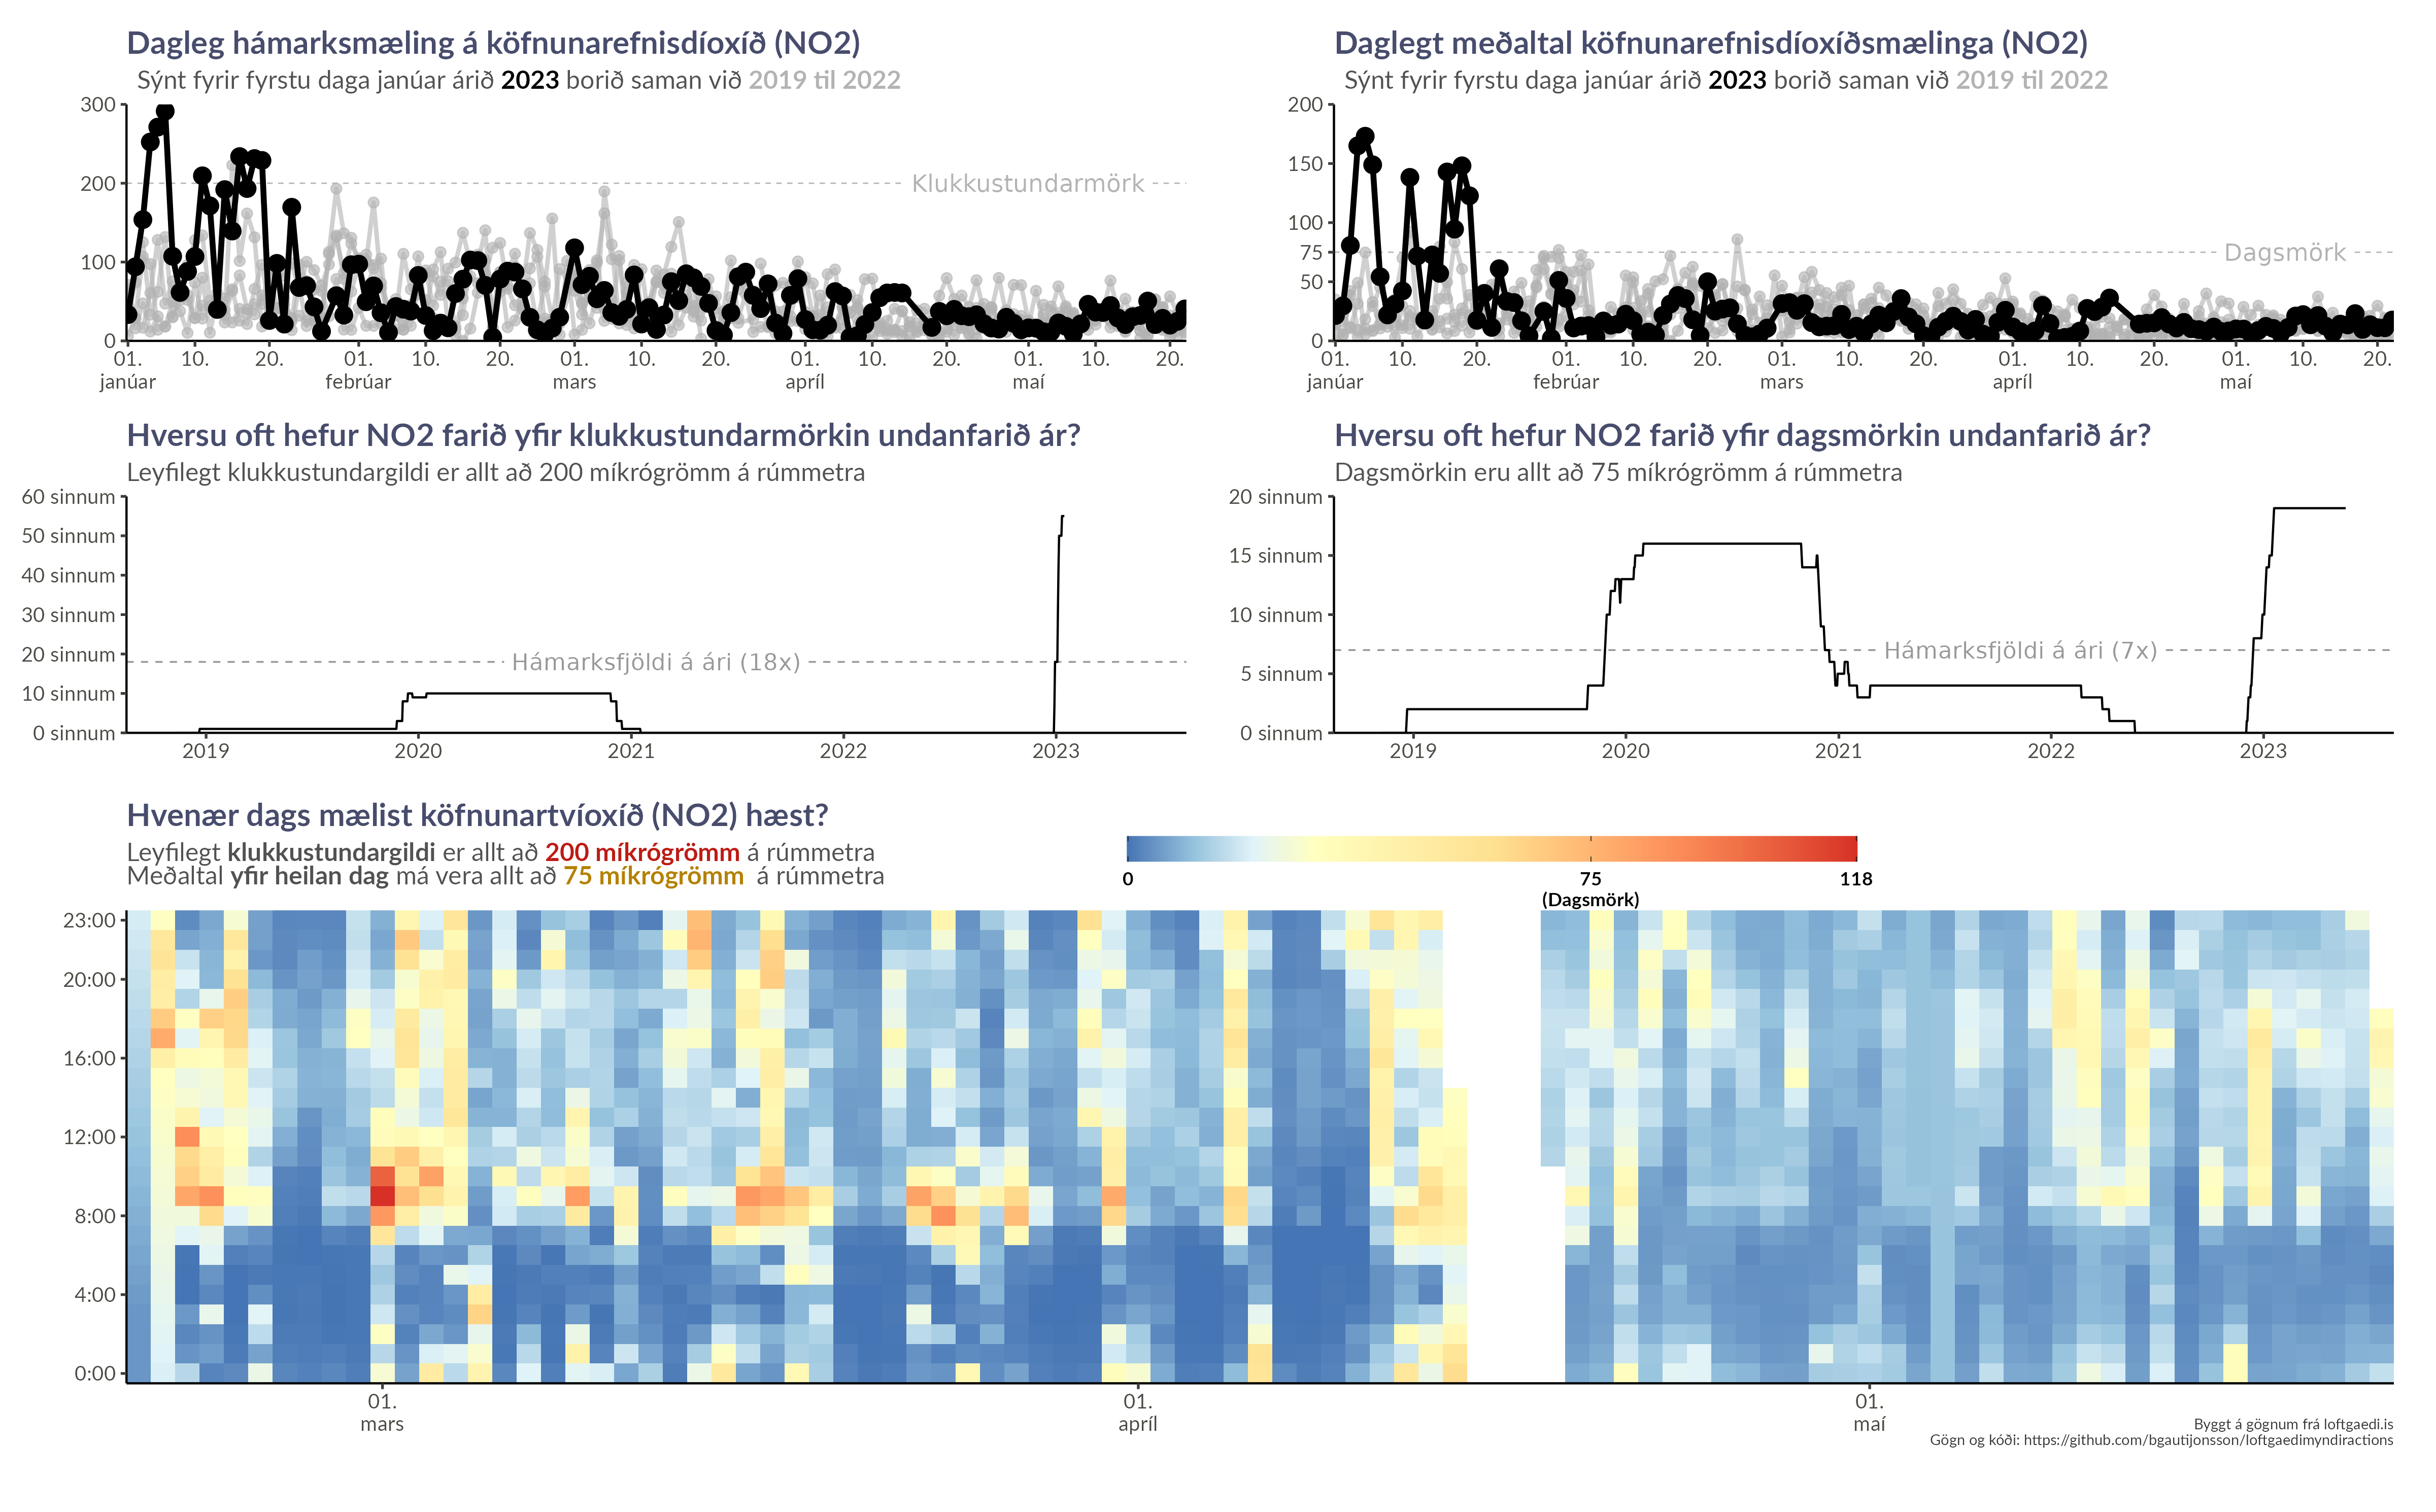 Dagleg hámarksmæling á köfnunarefnisdíoxíð (NO2)
Sýnt fyrir fyrstu daga janúar árið 2023 borið saman við 2019 til 2022
300
200
100
0
Klukkustundarmörk
01. 10. 20. 01. 10. 20. 01. 10. 20. 01. 10. 20. 01. 10. 20.
janúar febrúar mars apríl maí
Daglegt meðaltal köfnunarefnisdíoxíðsmælinga (NO2)
Sýnt fyrir fyrstu daga janúar árið 2023 borið saman við 2019 til 2022
200
150
100
75
50
0
Dagsmörk
01. 10. 20. 01. 10. 20. 01. 10. 20. 01. 10. 20. 01. 10. 20.
janúar febrúar mars apríl maí
Hversu oft hefur NO2 farið yfir klukkustundarmörkin undanfarið ár?
Leyfilegt klukkustundargildi er allt að 200 míkrógrömm á rúmmetra
60 sinnum
50 sinnum
40 sinnum
30 sinnum
20 sinnum
10 sinnum
0 sinnum
Hámarksfjöldi á ári (18x)
2019 2020 2021 2022 2023
Hversu oft hefur NO2 farið yfir dagsmörkin undanfarið ár?
Dagsmörkin eru allt að 75 míkrógrömm á rúmmetra
20 sinnum
15 sinnum
10 sinnum
5 sinnum
0 sinnum
Hámarksfjöldi á ári (7x)
2019 2020 2021 2022 2023
Hvenær dags mælist köfnunartvíoxíð (NO2) hæst?
Leyfilegt klukkustundargildi er allt að 200 míkrógrömm á rúmmetra
Meðaltal yfir heilan dag má vera allt að 75 míkrógrömm á rúmmetra
0 75 118
(Dagsmörk)
23:00
20:00
16:00
12:00
8:00
4:00
0:00
01. 01. 01.
mars apríl maí
Byggt á gögnum frá loftgaedi.is
Gögn og kóði: https://github.com/bgautijonsson/loftgaedimyndiractions